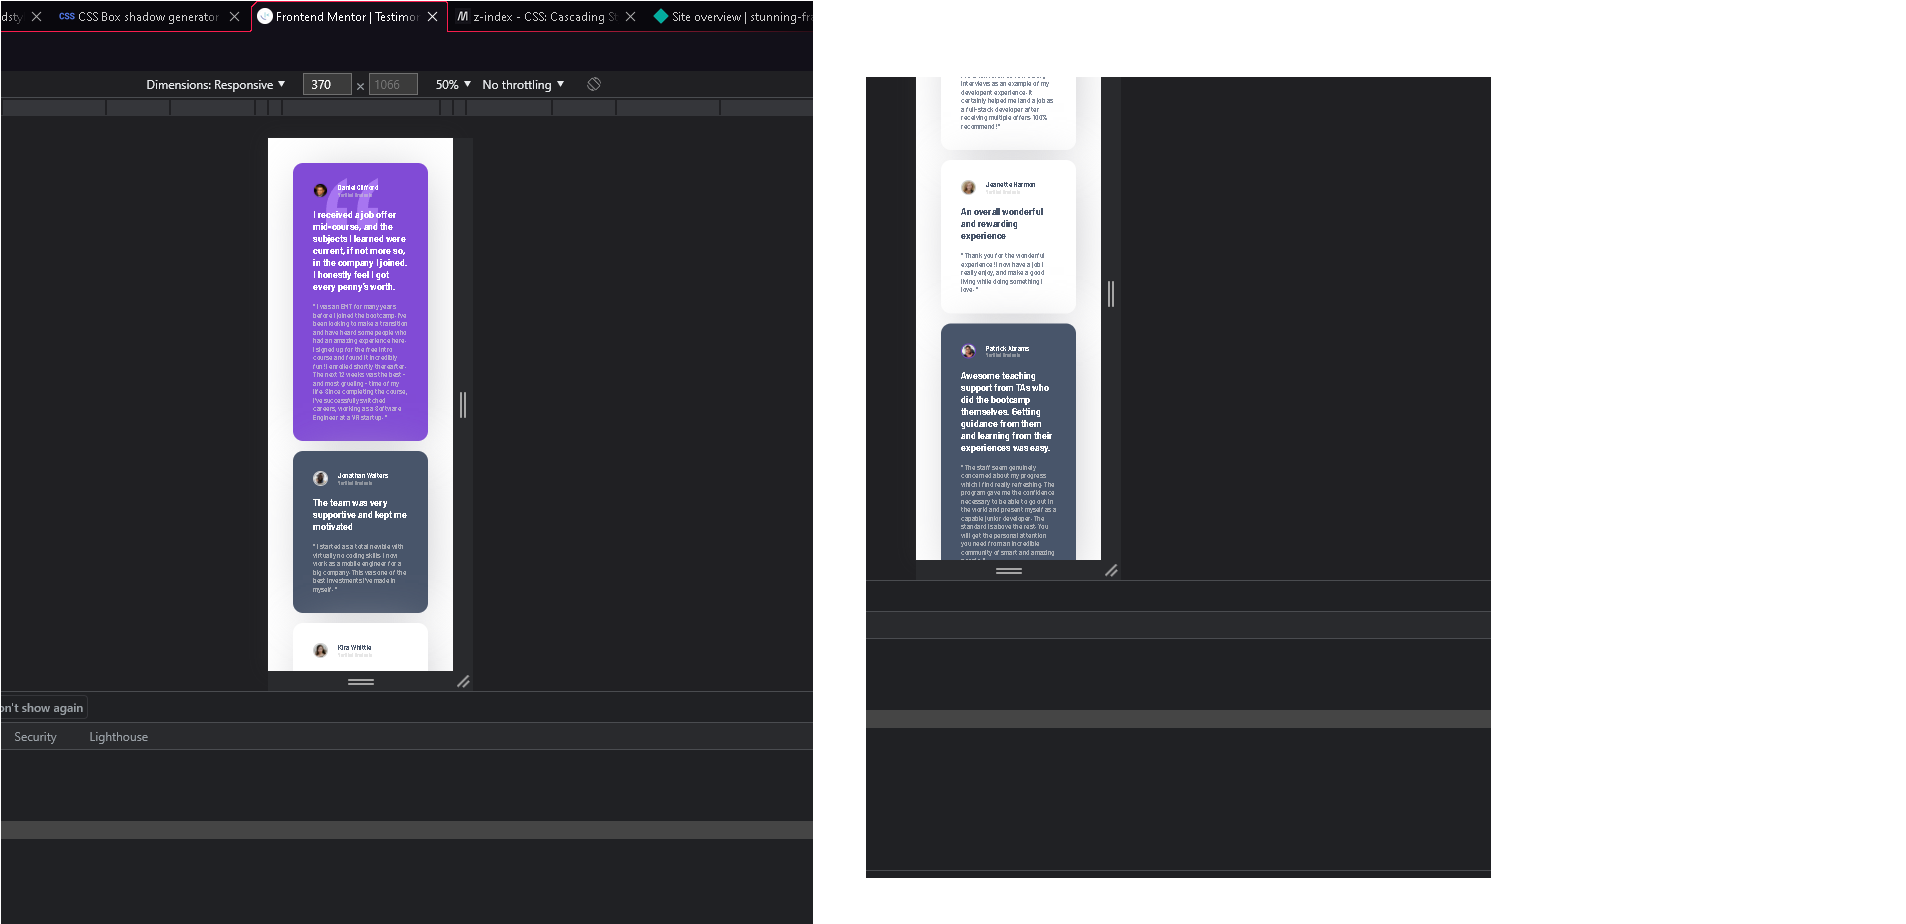 dsty
CSS CSS Box shadow generator
Frontend Mentor | Testimo
z-index - CSS: Cascading St
Site overview | stunning-fra
Dimensions: Responsive
370 × 1066
50%
No throttling
Daniel Clifford
Verified Graduate
I received a job offer
mid-course, and the
subjects I learned were
current, if not more so,
in the company I joined.
I honestly feel I got
every penny's worth.
" I was an EMT for many years
before I joined the bootcamp. I've
been looking to make a transition
and have heard some people who
had an amazing experience here.
I signed up for the free intro
course and found it incredibly
fun! I enrolled shortly thereafter.
The next 12 weeks was the best -
and most grueling - time of my
life. Since completing the course,
I've successfully switched
careers, working as a Software
Engineer at a VR startup. "
Jonathan Walters
Verified Graduate
The team was very
supportive and kept me
motivated
" I started as a total newbie with
virtually no coding skills. I now
work as a mobile engineer for a
big company. This was one of the
best investments I've made in
myself. "
Kira Whittle
Verified Graduate
on't show again
Security
Lighthouse
interviews as an example of my
developent experience. It
certainly helped me land a job as
a full-stack developer after
receiving multiple offers. 100%
recommend! "
Jeanette Harmon
Verified Graduate
An overall wonderful
and rewarding
experience
" Thank you for the wonderful
experience! I now have a job I
really enjoy, and make a good
living while doing something I
love. "
Patrick Abrams
Verified Graduate
Awesome teaching
support from TAs who
did the bootcamp
themselves. Getting
guidance from them
and learning from their
experiences was easy.
" The staff seem genuinely
concerned about my progress
which I find really refreshing. The
program gave me the confidence
necessary to be able to go out in
the world and present myself as a
capable junior developer. The
standard is above the rest. You
will get the personal attention
you need from an incredible
community of smart and amazing